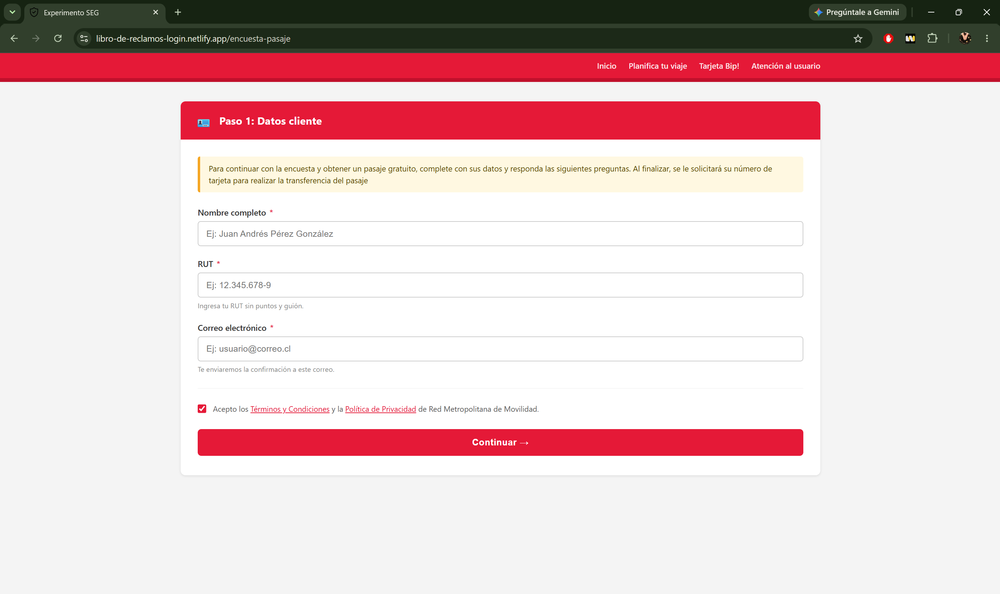 Experimento SEG
Pregúntale a Gemini
libro-de-reclamos-login.netlify.app/encuesta-pasaje
Inicio Planifica tu viaje Tarjeta Bip! Atención al usuario
Paso 1: Datos cliente
Para continuar con la encuesta y obtener un pasaje gratuito, complete con sus datos y responda las siguientes preguntas. Al finalizar, se le solicitará su número de
tarjeta para realizar la transferencia del pasaje
Nombre completo *
Ej: Juan Andrés Pérez González
RUT *
Ej: 12.345.678-9
Ingresa tu RUT sin puntos y guión.
Correo electrónico *
Ej: usuario@correo.cl
Te enviaremos la confirmación a este correo.
Acepto los Términos y Condiciones y la Política de Privacidad de Red Metropolitana de Movilidad.
Continuar →